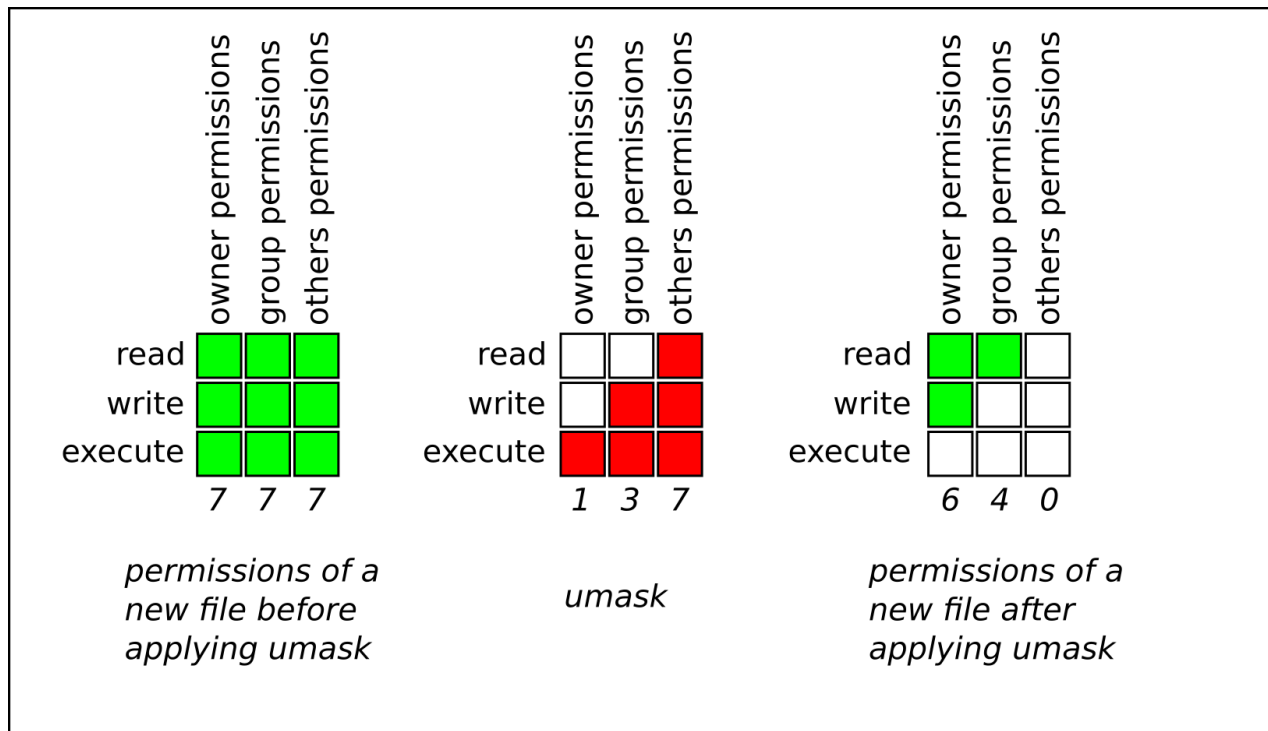 owner permissions
group permissions
others permissions
read
write
execute
7 7 7
permissions of a
new file before
applying umask
owner permissions
group permissions
others permissions
read
write
execute
1 3 7
umask
owner permissions
group permissions
others permissions
read
write
execute
6 4 0
permissions of a
new file after
applying umask